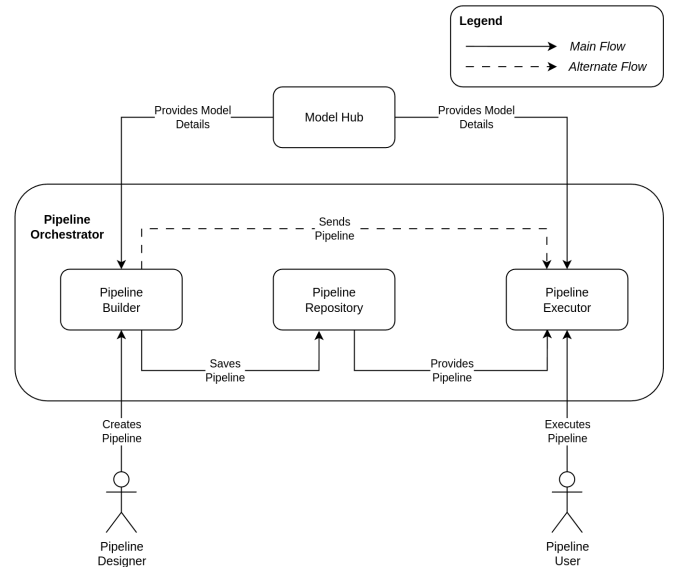 Legend
Main Flow
Alternate Flow
Provides Model
Details
Model Hub
Provides Model
Details
Pipeline
Orchestrator
Sends
Pipeline
Pipeline
Builder
Pipeline
Repository
Pipeline
Executor
Saves
Pipeline
Provides
Pipeline
Creates
Pipeline
Executes
Pipeline
Pipeline
Designer
Pipeline
User